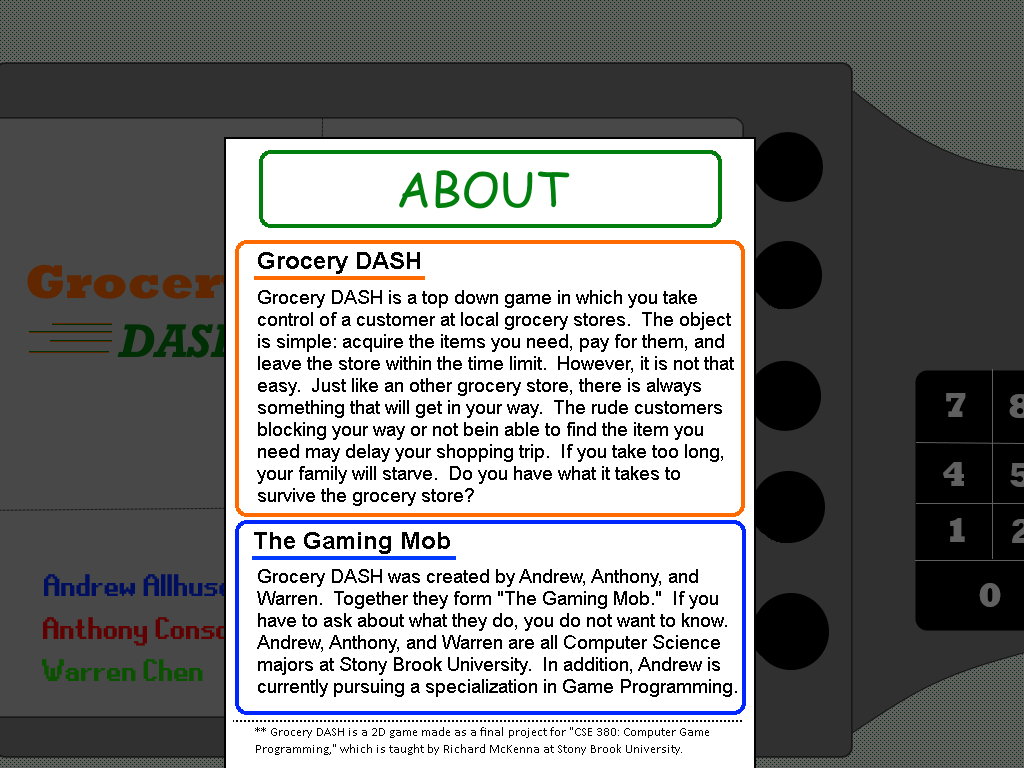 ABOUT
Grocery DASH
Grocery DASH is a top down game in which you take
control of a customer at local grocery stores.  The object
is simple: acquire the items you need, pay for them, and
leave the store within the time limit.  However, it is not that
easy.  Just like an other grocery store, there is always
something that will get in your way.  The rude customers
blocking your way or not bein able to find the item you
need may delay your shopping trip.  If you take too long,
your family will starve.  Do you have what it takes to
survive the grocery store?
The Gaming Mob
Grocery DASH was created by Andrew, Anthony, and
Warren.  Together they form "The Gaming Mob."  If you
have to ask about what they do, you do not want to know.
Andrew, Anthony, and Warren are all Computer Science
majors at Stony Brook University.  In addition, Andrew is
currently pursuing a specialization in Game Programming.
** Grocery DASH is a 2D game made as a final project for "CSE 380: Computer Game
Programming," which is taught by Richard McKenna at Stony Brook University.
Grocer
DASH
Andrew Allhus
Anthony Conso
Warren Chen
7 8
4 5
1 2
0